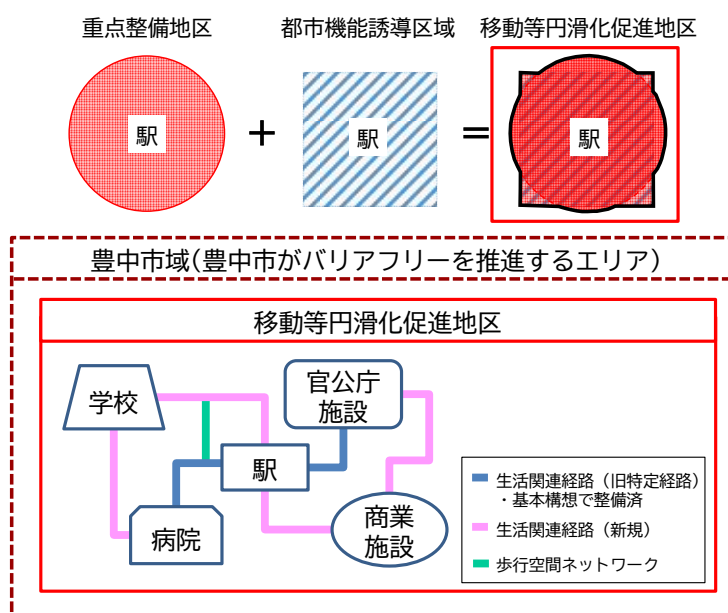 重点整備地区
都市機能誘導区域
移動等円滑化促進地区
駅
+
駅
=
駅
豊中市域(豊中市がバリアフリーを推進するエリア)
移動等円滑化促進地区
学校
官公庁
施設
駅
病院
商業
施設
生活関連経路（旧特定経路）
・基本構想で整備済
生活関連経路（新規）
歩行空間ネットワーク